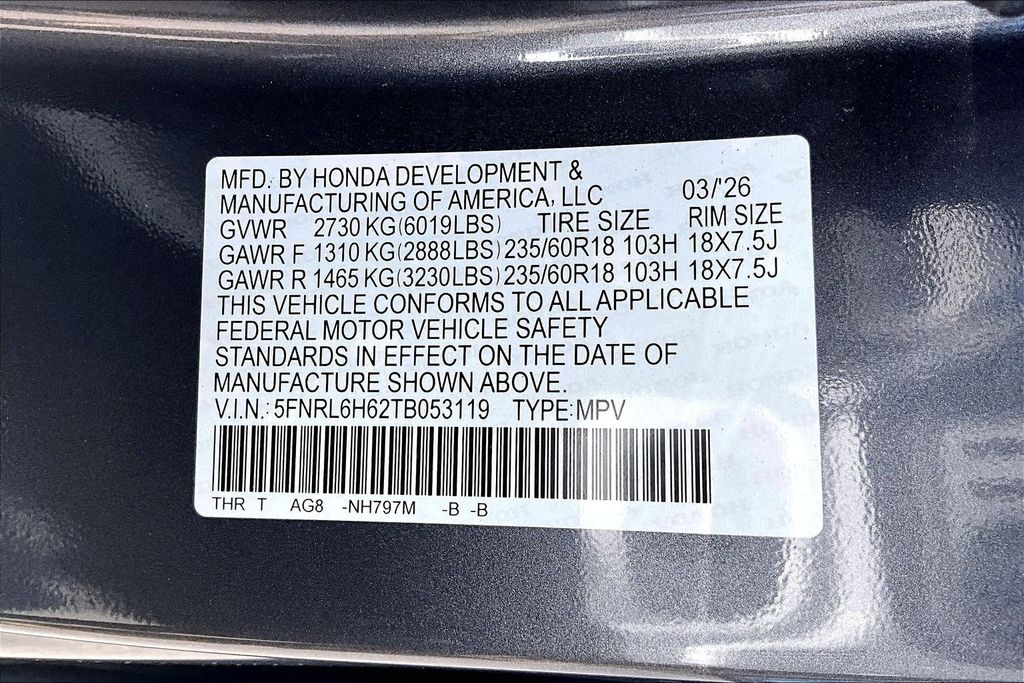 MFD. BY HONDA DEVELOPMENT &
MANUFACTURING OF AMERICA, LLC 03/'26
GVWR 2730 KG(6019LBS) TIRE SIZE RIM SIZE
GAWR F 1310 KG(2888LBS) 235/60R18 103H 18X7.5J
GAWR R 1465 KG(3230LBS) 235/60R18 103H 18X7.5J
THIS VEHICLE CONFORMS TO ALL APPLICABLE
FEDERAL MOTOR VEHICLE SAFETY
STANDARDS IN EFFECT ON THE DATE OF
MANUFACTURE SHOWN ABOVE.
V.I.N.: 5FNRL6H62TB053119 TYPE:MPV
THR T AG8 -NH797M -B -B